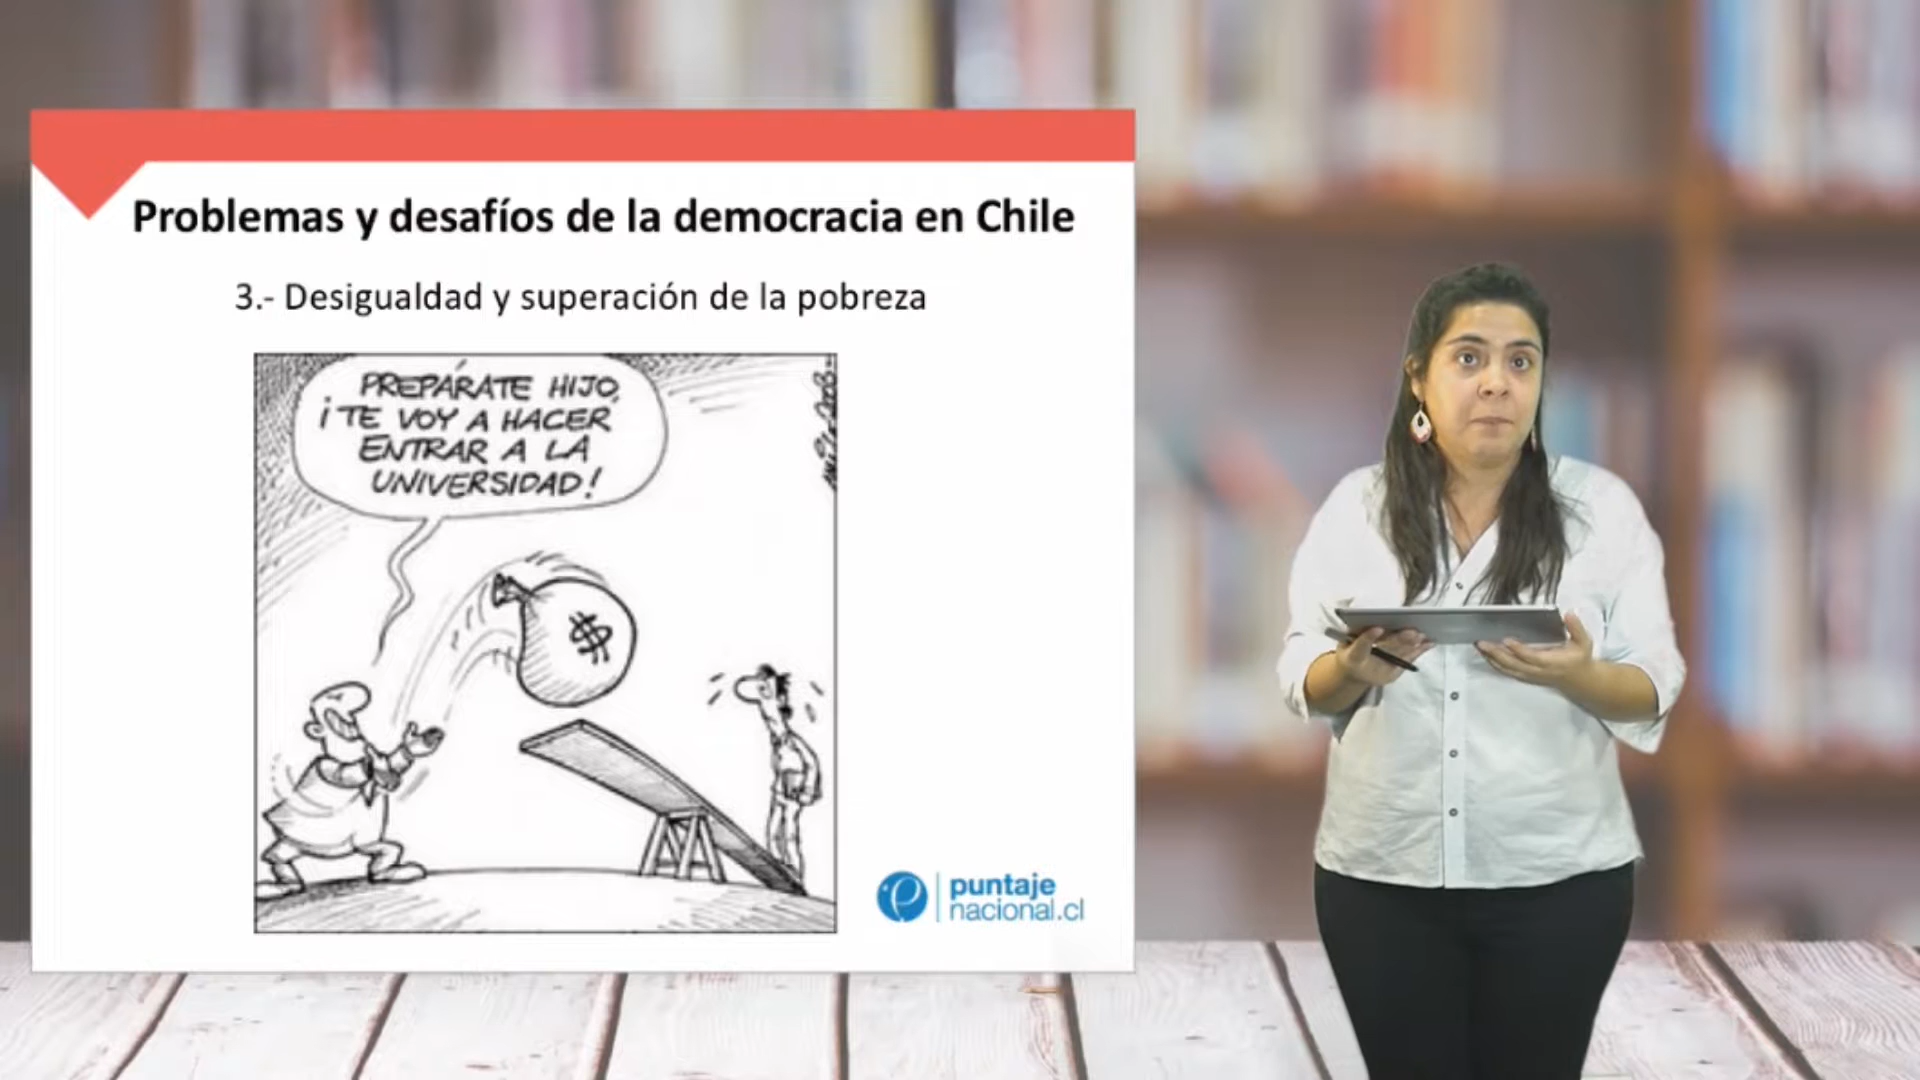 Problemas y desafíos de la democracia en Chile
3.- Desigualdad y superación de la pobreza
PREPÁRATE HIJO,
¡TE VOY A HACER
ENTRAR A LA
UNIVERSIDAD!
$
puntaje
nacional.cl